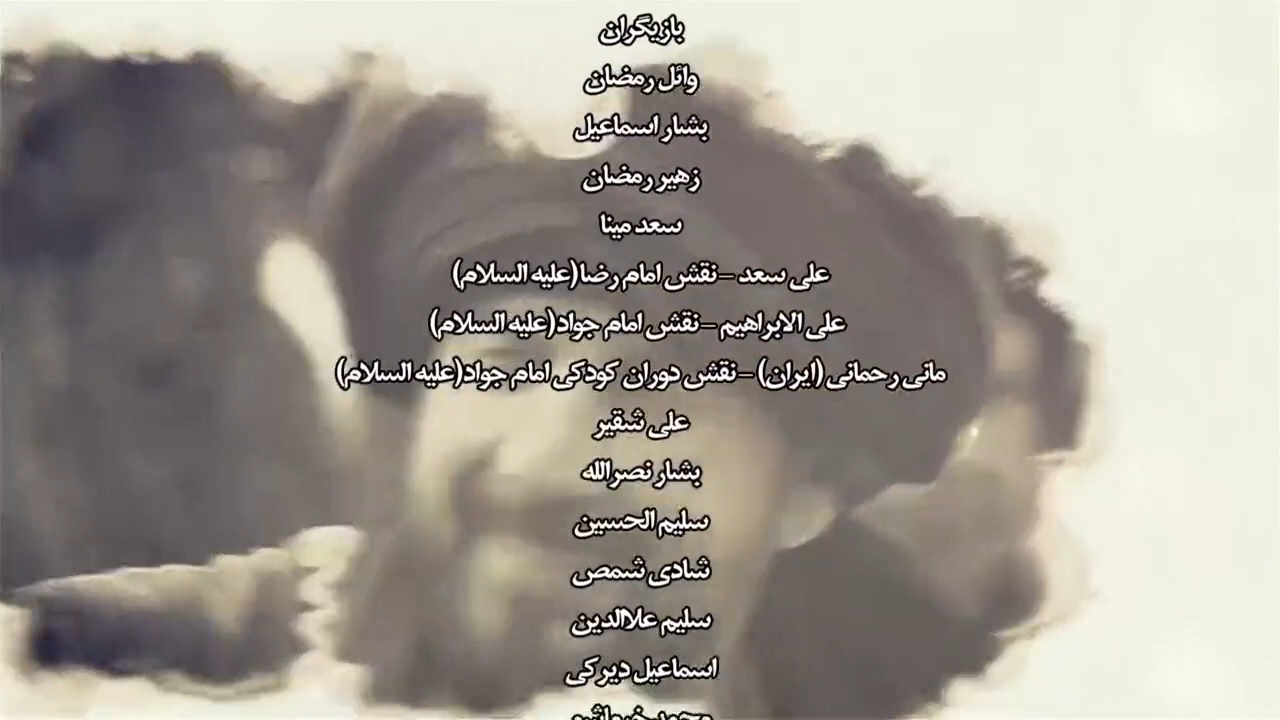 بازیگران
وائل رمضان
بشار اسماعیل
زهیر رمضان
سعد مینا
علی سعد – نقش امام رضا(علیه السلام)
علی الابراهیم – نقش امام جواد(علیه السلام)
مانی رحمانی (ایران) – نقش دوران کودکی امام جواد(علیه السلام)
علی شقیر
بشار نصرالله
سلیم الحسین
شادی شمص
سلیم علاالدین
اسماعیل دیرکی